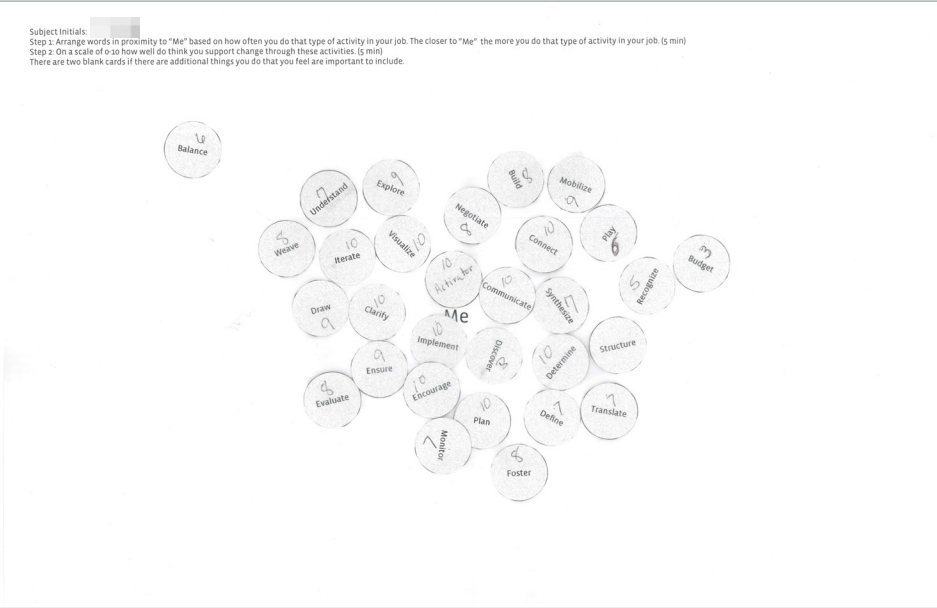 Subject Initials:
Step 1: Arrange words in proximity to "Me" based on how often you do that type of activity in your job. The closer to "Me" the more you do that type of activity in your job. (5 min)
Step 2: On a scale of 0-10 how well do think you support change through these activities. (5 min)
There are two blank cards if there are additional things you do that you feel are important to include.
6
Balance
7
Understand
9
Explore
Build
8
Mobilize
9
Negotiate
8
8
Weave
10
Iterate
Visualize
10
10
Connect
Play
6
3
Budget
10
Activator
10
Communicate
Synthesize
7
5
Recognize
Draw
9
10
Clarify
Me
10
Implement
Discover
8
10
Determine
Structure
9
Ensure
8
Evaluate
10
Encourage
10
Plan
7
Define
7
Translate
7
Monitor
8
Foster